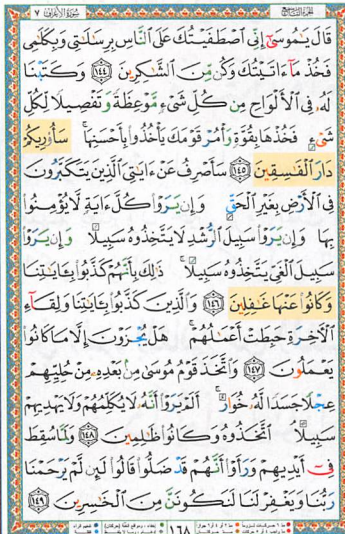 الجزء التاسع سورة الأعراف ٧
قَالَ يَـٰمُوسَىٰٓ إِنِّى ٱصْطَفَيْتُكَ عَلَى ٱلنَّاسِ بِرِسَـٰلَـٰتِى وَبِكَلَـٰمِى
فَخُذْ مَآ ءَاتَيْتُكَ وَكُن مِّنَ ٱلشَّـٰكِرِينَ ١٤٤ وَكَتَبْنَا
لَهُۥ فِى ٱلْأَلْوَاحِ مِن كُلِّ شَىْءٍ مَّوْعِظَةً وَتَفْصِيلًا لِّكُلِّ
شَىْءٍ فَخُذْهَا بِقُوَّةٍ وَأْمُرْ قَوْمَكَ يَأْخُذُوا۟ بِأَحْسَنِهَا ۚ سَأُو۟رِيكُمْ
دَارَ ٱلْفَـٰسِقِينَ ١٤٥ سَأَصْرِفُ عَنْ ءَايَـٰتِىَ ٱلَّذِينَ يَتَكَبَّرُونَ
فِى ٱلْأَرْضِ بِغَيْرِ ٱلْحَقِّ وَإِن يَرَوْا۟ كُلَّ ءَايَةٍ لَّا يُؤْمِنُوا۟
بِهَا وَإِن يَرَوْا۟ سَبِيلَ ٱلرُّشْدِ لَا يَتَّخِذُوهُ سَبِيلًا وَإِن يَرَوْا۟
سَبِيلَ ٱلْغَىِّ يَتَّخِذُوهُ سَبِيلًا ۚ ذَٰلِكَ بِأَنَّهُمْ كَذَّبُوا۟ بِـَٔايَـٰتِنَا
وَكَانُوا۟ عَنْهَا غَـٰفِلِينَ ١٤٦ وَٱلَّذِينَ كَذَّبُوا۟ بِـَٔايَـٰتِنَا وَلِقَآءِ
ٱلْـَٔاخِرَةِ حَبِطَتْ أَعْمَـٰلُهُمْ ۚ هَلْ يُجْزَوْنَ إِلَّا مَا كَانُوا۟
يَعْمَلُونَ ١٤٧ وَٱتَّخَذَ قَوْمُ مُوسَىٰ مِنۢ بَعْدِهِۦ مِنْ حُلِيِّهِمْ
عِجْلًا جَسَدًا لَّهُۥ خُوَارٌ ۚ أَلَمْ يَرَوْا۟ أَنَّهُۥ لَا يُكَلِّمُهُمْ وَلَا يَهْدِيهِمْ
سَبِيلًا ۘ ٱتَّخَذُوهُ وَكَانُوا۟ ظَـٰلِمِينَ ١٤٨ وَلَمَّا سُقِطَ
فِىٓ أَيْدِيهِمْ وَرَأَوْا۟ أَنَّهُمْ قَدْ ضَلُّوا۟ قَالُوا۟ لَئِن لَّمْ يَرْحَمْنَا
رَبُّنَا وَيَغْفِرْ لَنَا لَنَكُونَنَّ مِنَ ٱلْخَـٰسِرِينَ ١٤٩
١٦٨